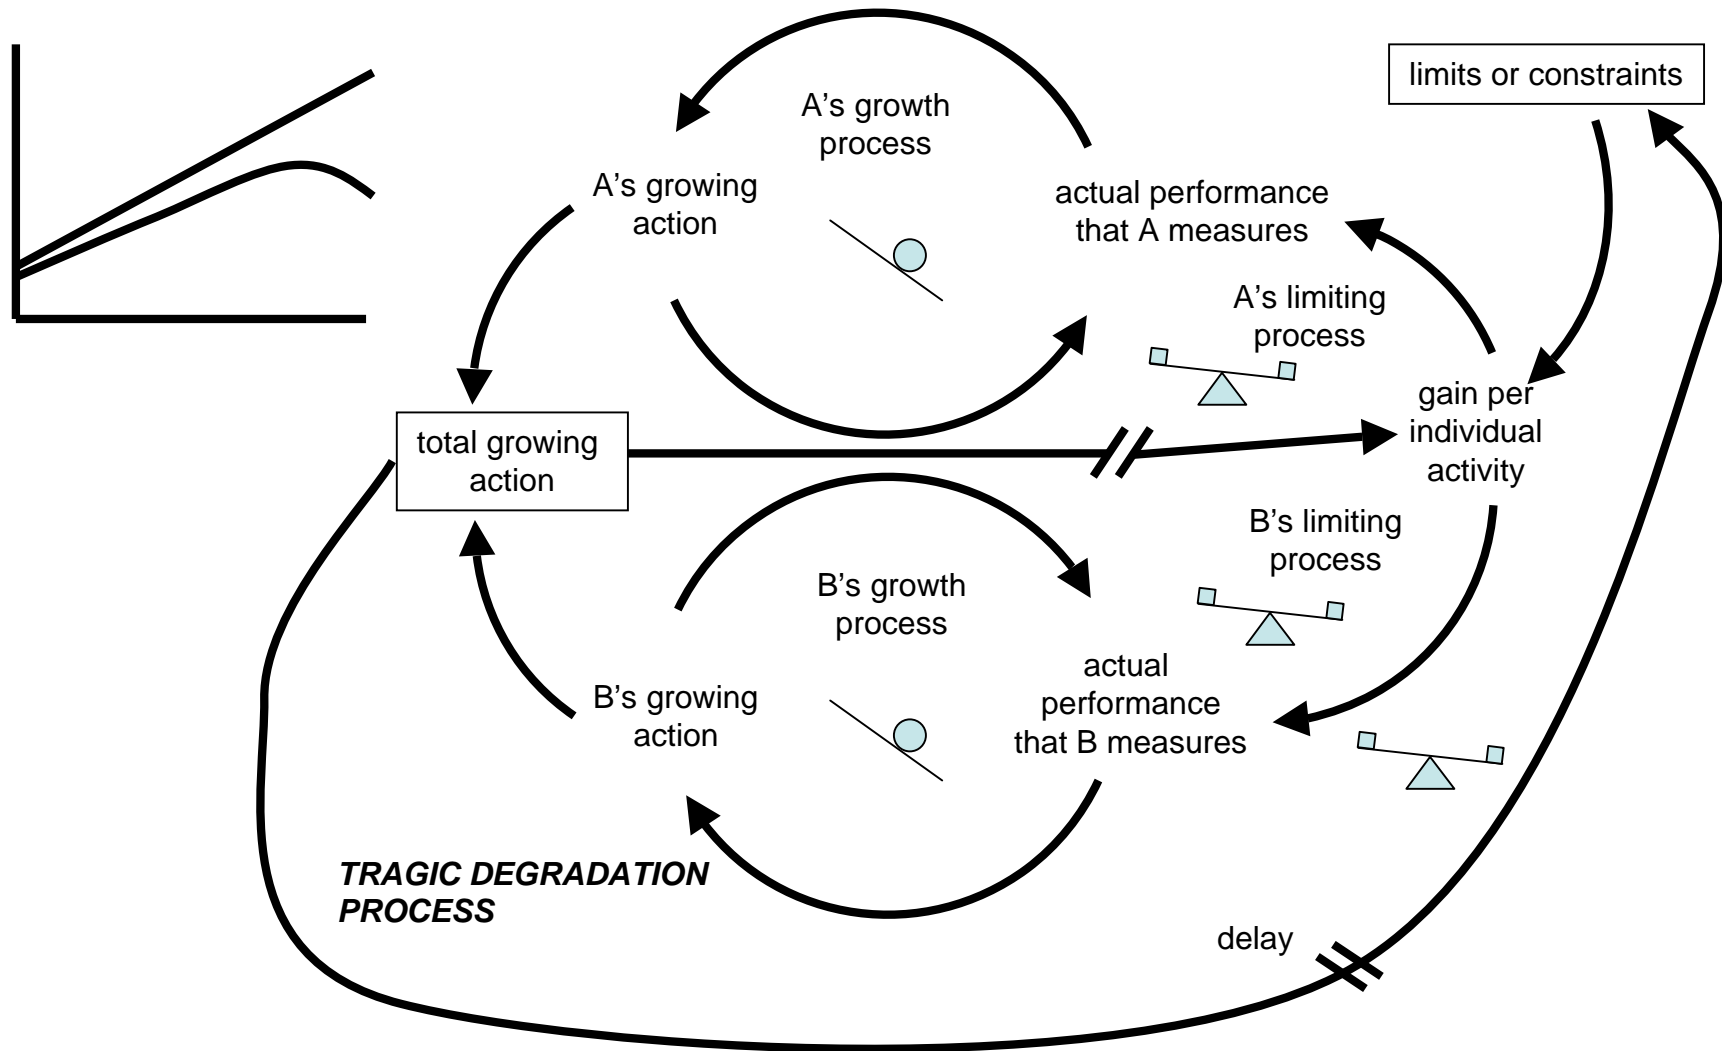 limits or constraints
A’s growth
process
A’s growing
action
actual performance
that A measures
A’s limiting
process
gain per
individual
activity
total growing
action
B’s limiting
process
B’s growth
process
actual
performance
that B measures
B’s growing
action
TRAGIC DEGRADATION
PROCESS
delay